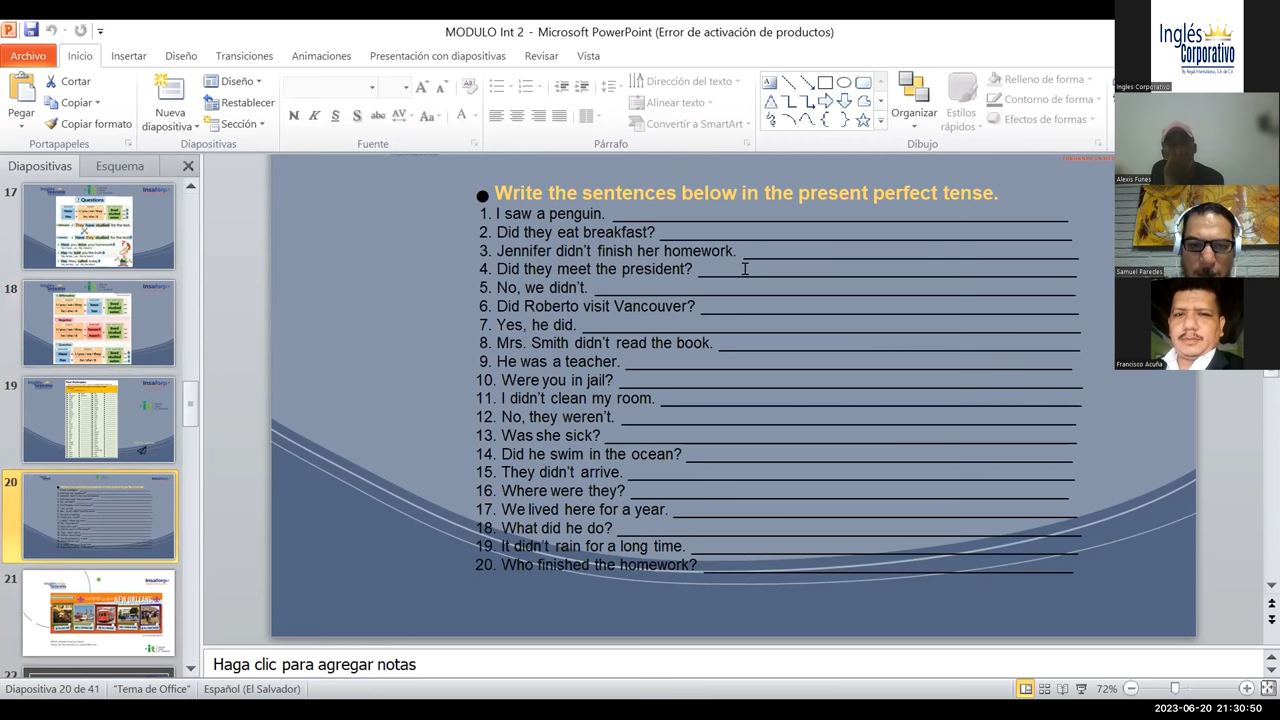 MODULO Int 2 - Microsoft PowerPoint (Error de activación de productos)
Archivo Inicio Insertar Diseño Transiciones Animaciones Presentación con diapositivas Revisar Vista
Pegar
Cortar
Copiar
Copiar formato
Portapapeles
Nueva diapositiva
Diseño
Restablecer
Sección
Diapositivas
Fuente
Dirección del texto
Alinear texto
Convertir a SmartArt
Párrafo
Organizar
Estilos rápidos
Relleno de forma
Contorno de forma
Efectos de forma
Dibujo
Diapositivas Esquema
17
18
19
20
21
22
Write the sentences below in the present perfect tense.
1. I saw a penguin.
2. Did they eat breakfast?
3. Jennifer didn't finish her homework.
4. Did they meet the president?
5. No, we didn't.
6. Did Roberto visit Vancouver?
7. Yes, he did.
8. Mrs. Smith didn't read the book.
9. He was a teacher.
10. Were you in jail?
11. I didn't clean my room.
12. No, they weren't.
13. Was she sick?
14. Did he swim in the ocean?
15. They didn't arrive.
16. Where were they?
17. We lived here for a year.
18. What did he do?
19. It didn't rain for a long time.
20. Who finished the homework?
Haga clic para agregar notas
Diapositiva 20 de 41 "Tema de Office" Español (El Salvador) 72%
Inglés
Corporativo
Ingles Corporativo
Alexis Funes
Samuel Paredes
Francisco Acuña
2023-06-20 21:30:50